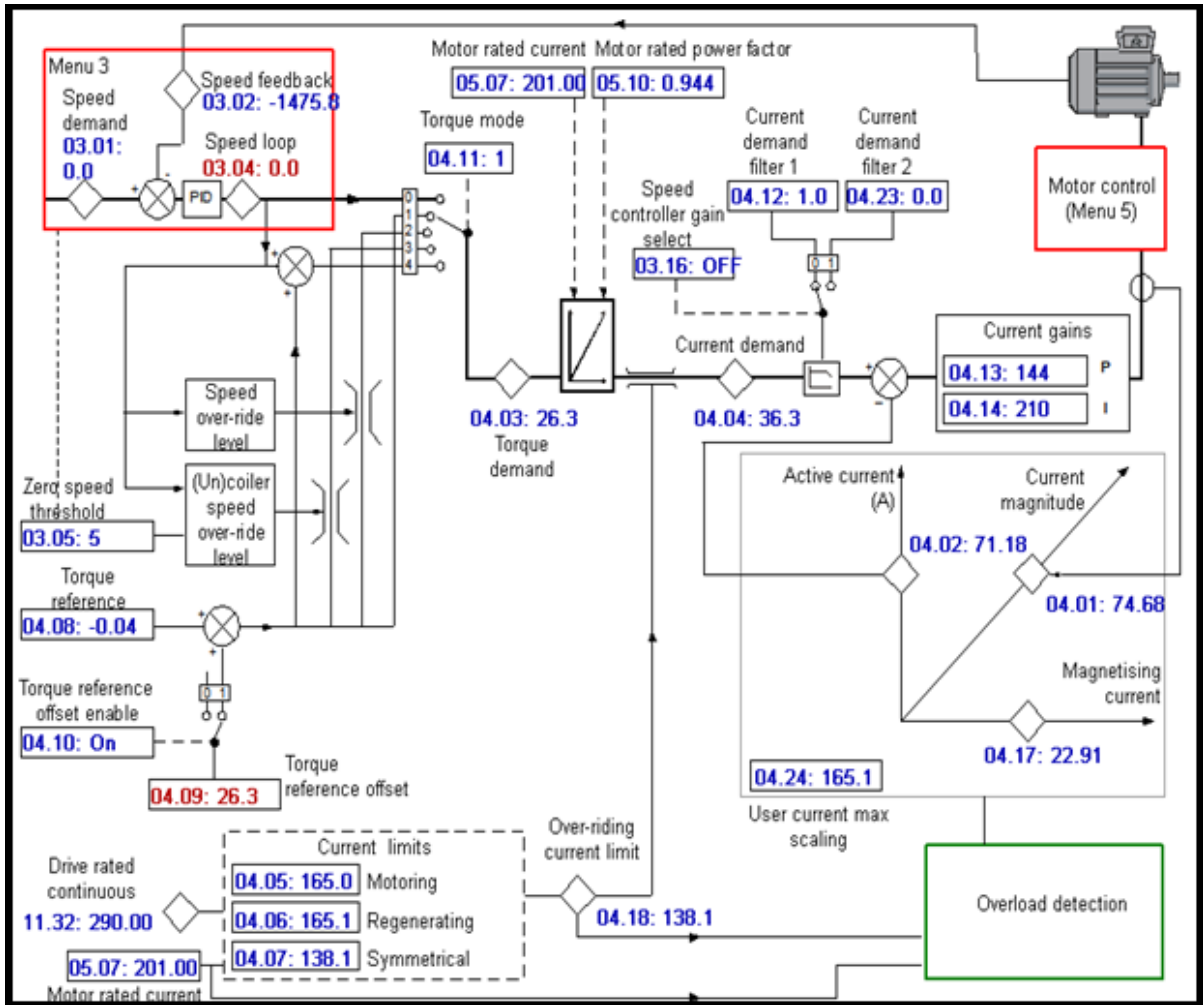 Menu 3
Speed
demand
03.01:
0.0
Speed feedback
03.02: -1475.8
Speed loop
03.04: 0.0
+
-
PID
Motor rated current
05.07: 201.00
Motor rated power factor
05.10: 0.944
Torque mode
04.11: 1
0
1
2
3
4
Current
demand
filter 1
04.12: 1.0
Current
demand
filter 2
04.23: 0.0
Speed
controller gain
select
03.16: OFF
0 1
Motor control
(Menu 5)
+
+
Current demand
04.04: 36.3
04.03: 26.3
Torque
demand
+
-
Current gains
04.13: 144
P
04.14: 210
I
Speed
over-ride
level
(Un)coiler
speed
over-ride
level
Zero speed
threshold
03.05: 5
Torque
reference
04.08: -0.04
+
+
0 1
Torque reference
offset enable
04.10: On
04.09: 26.3
Torque
reference offset
Active current
(A)
04.02: 71.18
Current
magnitude
04.01: 74.68
Magnetising
current
04.17: 22.91
04.24: 165.1
User current max
scaling
Drive rated
continuous
11.32: 290.00
05.07: 201.00
Motor rated current
Current limits
04.05: 165.0 Motoring
04.06: 165.1 Regenerating
04.07: 138.1 Symmetrical
Over-riding
current limit
04.18: 138.1
Overload detection